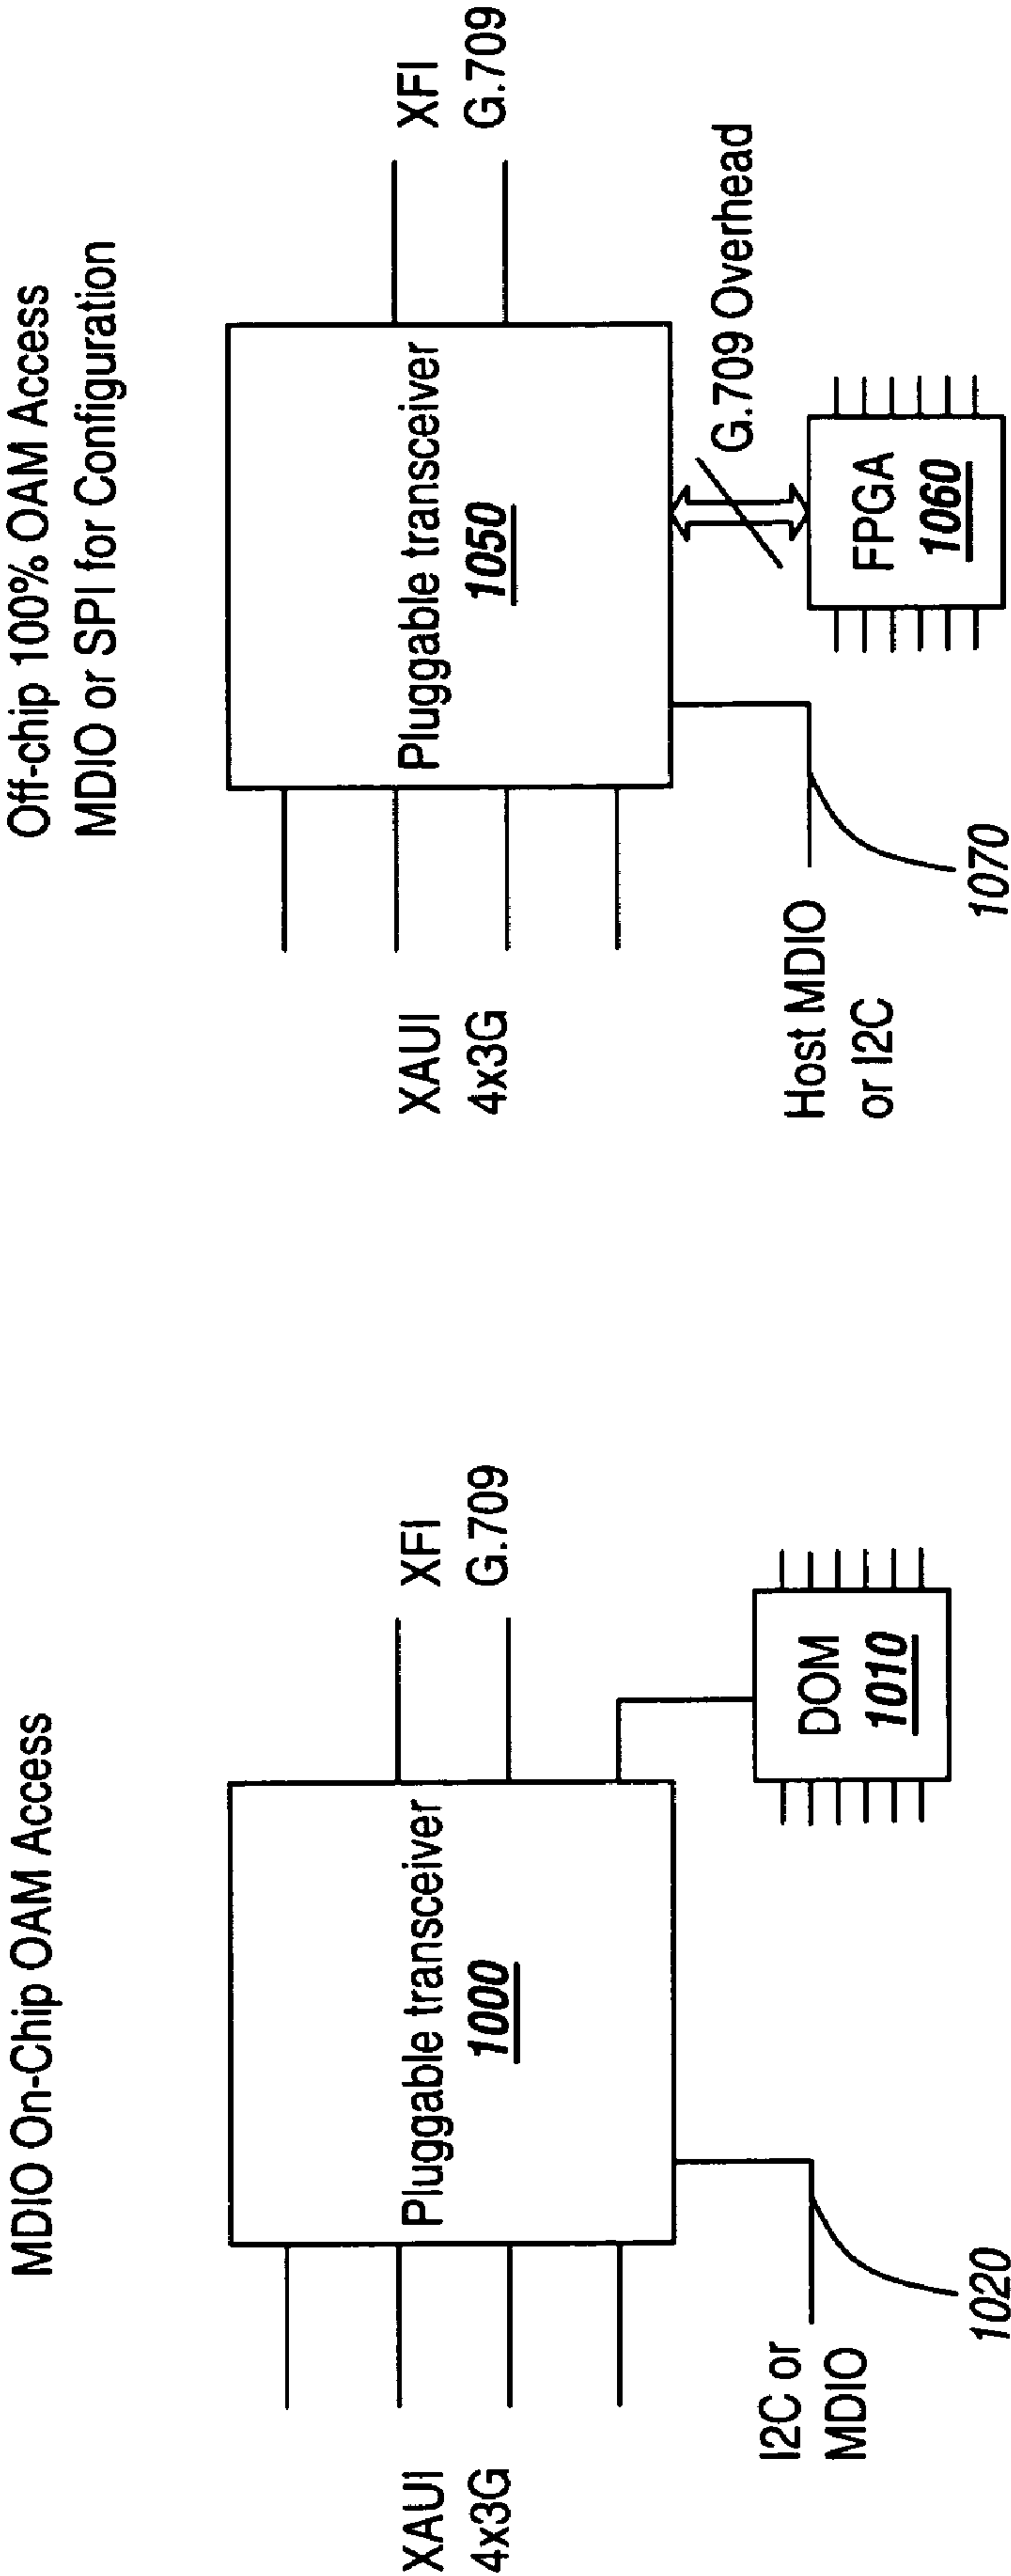 MDIO On-Chip OAM Access
XAUI
4x3G
Pluggable transceiver
1000
XFI
G.709
I2C or
MDIO
1020
DOM
1010
Off-chip 100% OAM Access
MDIO or SPI for Configuration
XAUI
4x3G
Pluggable transceiver
1050
XFI
G.709
G.709 Overhead
Host MDIO
or I2C
1070
FPGA
1060